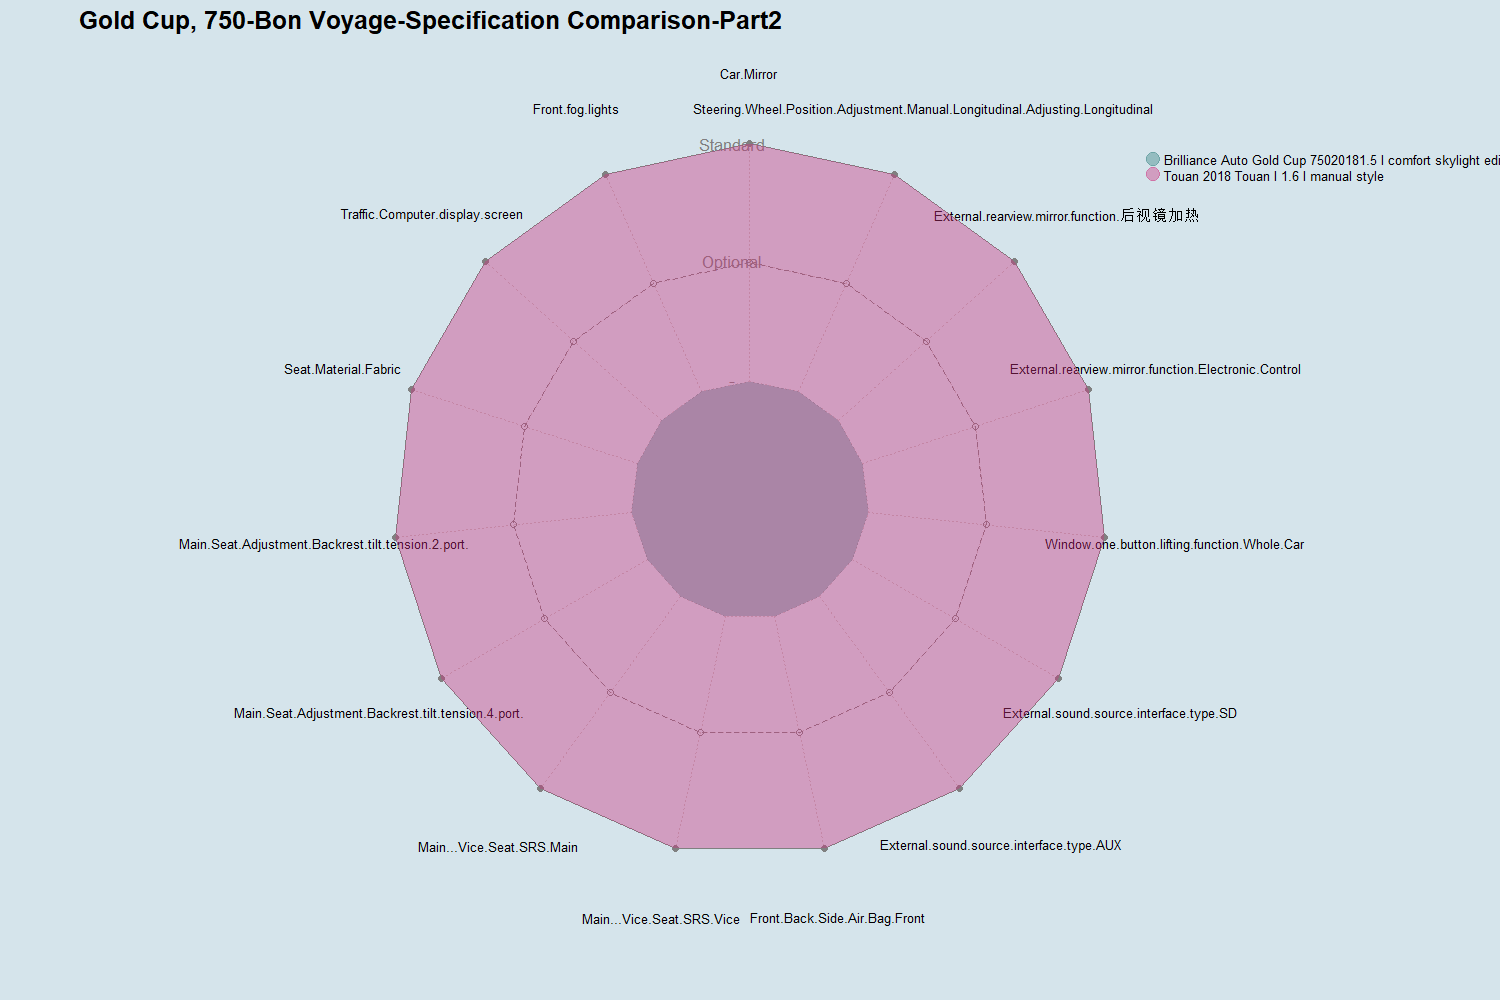 Gold Cup, 750-Bon Voyage-Specification Comparison-Part2
Car.Mirror
Front.fog.lights
Steering.Wheel.Position.Adjustment.Manual.Longitudinal.Adjusting.Longitudinal
Standard
Brilliance Auto Gold Cup 75020181.5 l comfort skylight edi
Touan 2018 Touan l 1.6 l manual style
Traffic.Computer.display.screen
External.rearview.mirror.function.后视镜加热
Optional
Seat.Material.Fabric
External.rearview.mirror.function.Electronic.Control
-
Main.Seat.Adjustment.Backrest.tilt.tension.2.port.
Window.one.button.lifting.function.Whole.Car
Main.Seat.Adjustment.Backrest.tilt.tension.4.port.
External.sound.source.interface.type.SD
Main...Vice.Seat.SRS.Main
External.sound.source.interface.type.AUX
Main...Vice.Seat.SRS.Vice
Front.Back.Side.Air.Bag.Front